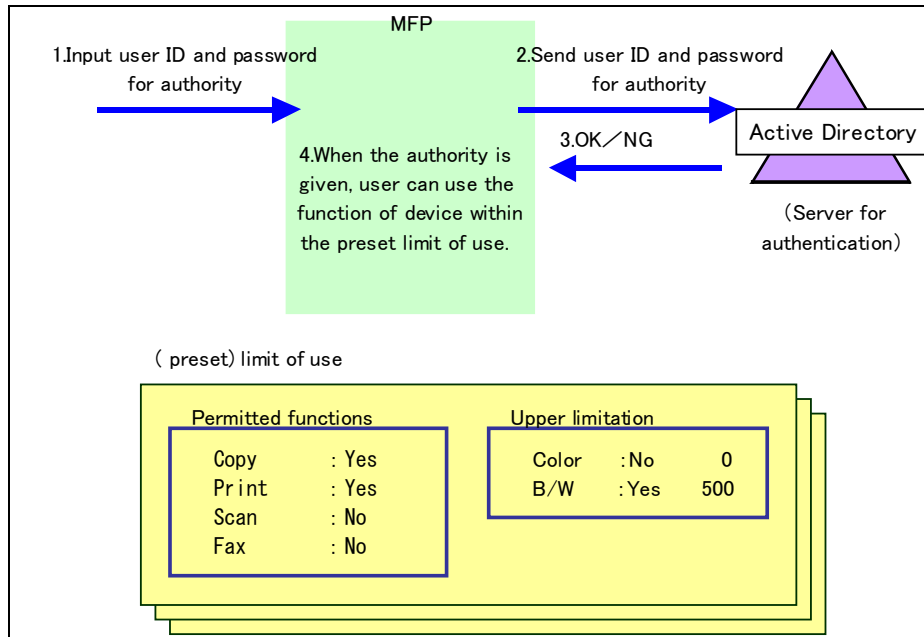 MFP
1.Input user ID and password
for authority
2.Send user ID and password
for authority
Active Directory
3.OK／NG
4.When the authority is
given, user can use the
function of device within
the preset limit of use.
(Server for
authentication)
( preset) limit of use
Permitted functions
Copy : Yes
Print : Yes
Scan : No
Fax : No
Upper limitation
Color :No 0
B/W :Yes 500